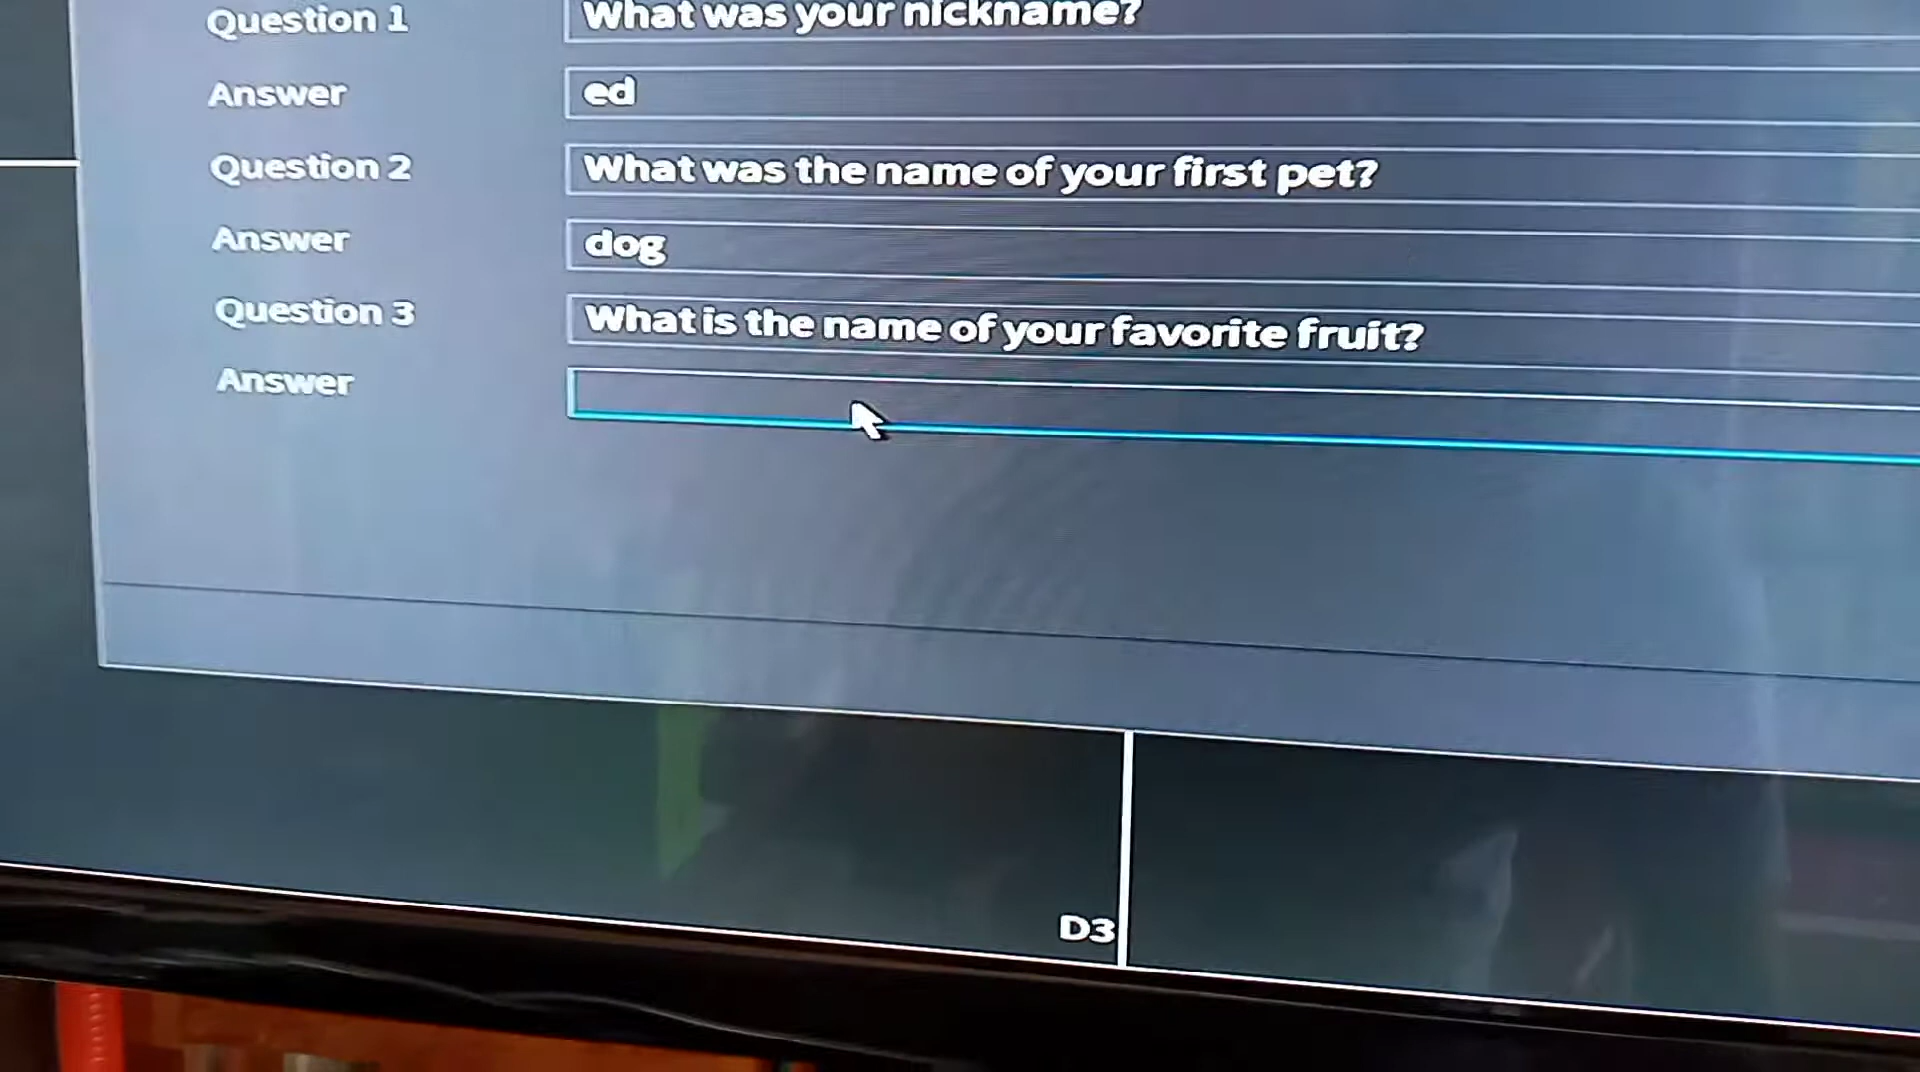 Question 1 What was your nickname?
Answer ed
Question 2 What was the name of your first pet?
Answer dog
Question 3 What is the name of your favorite fruit?
Answer
D3